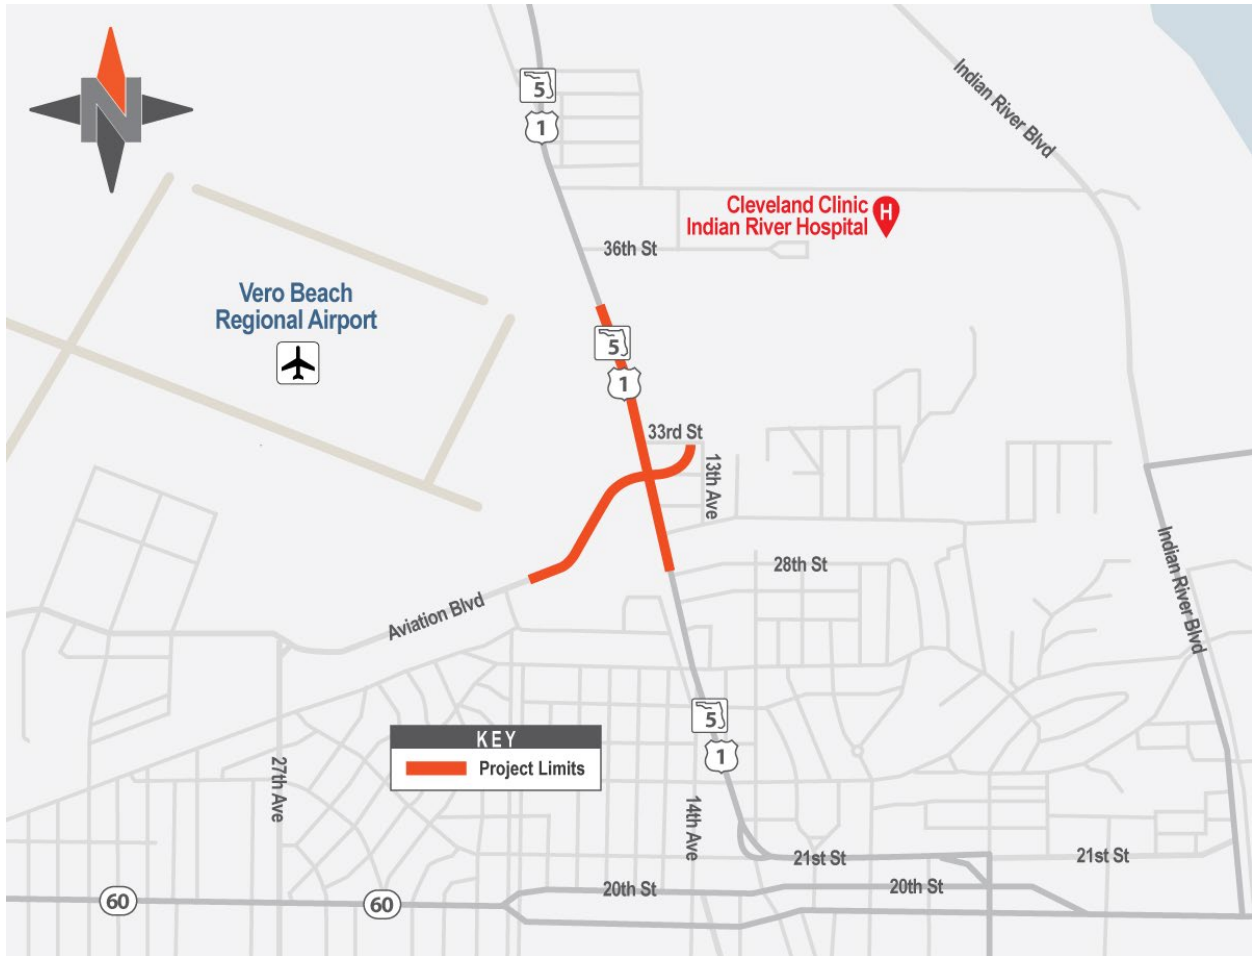 N
5
1
Indian River Blvd
Cleveland Clinic
Indian River Hospital
H
36th St
Vero Beach
Regional Airport
5
1
33rd St
13th Ave
28th St
Indian River Blvd
Aviation Blvd
5
1
KEY
Project Limits
27th Ave
14th Ave
21st St
21st St
20th St
20th St
60
60